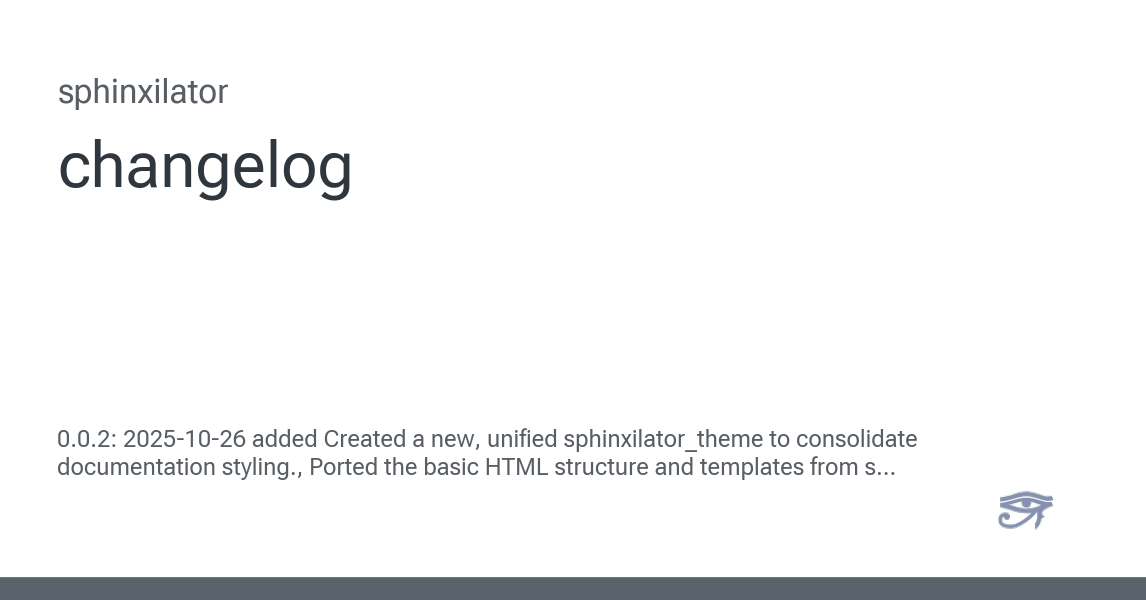 sphinxilator
changelog
0.0.2: 2025-10-26 added Created a new, unified sphinxilator_theme to consolidate
documentation styling., Ported the basic HTML structure and templates from s...